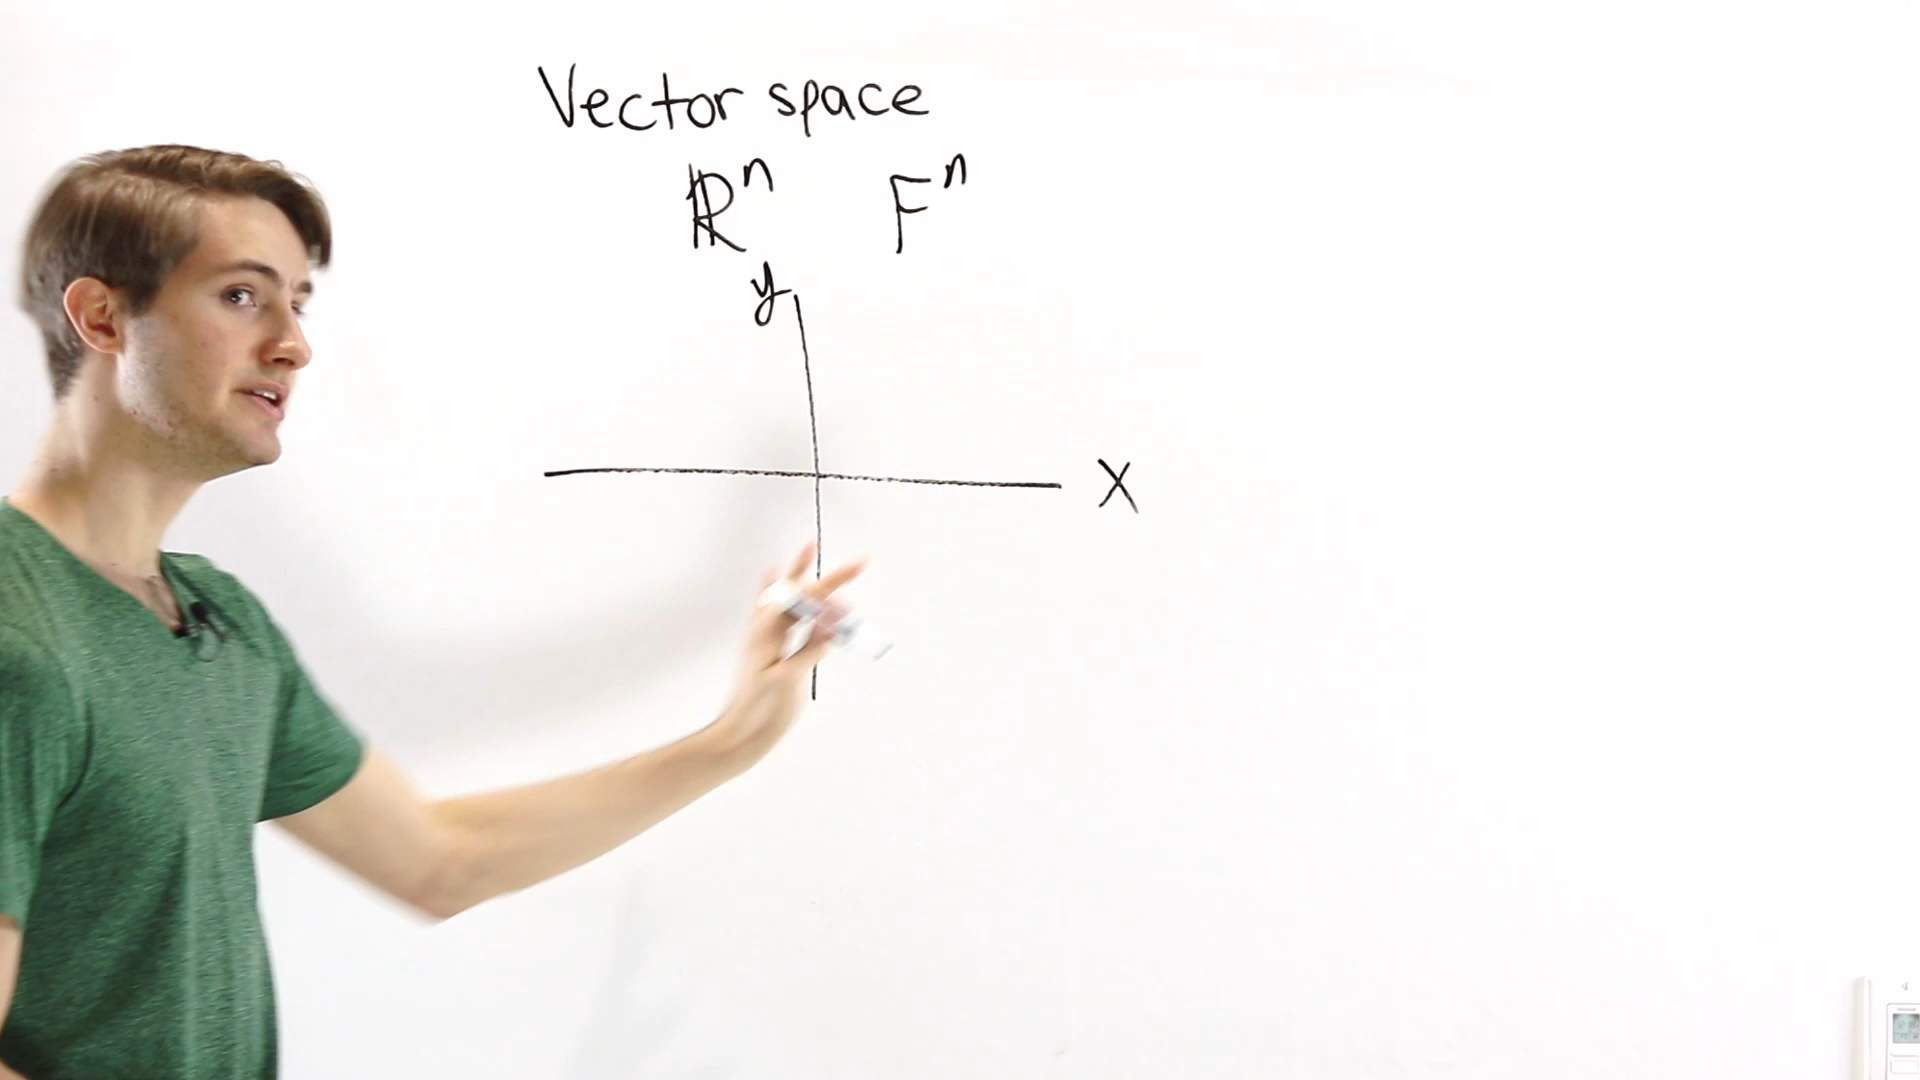 Vector space
ℝⁿ Fⁿ
y
X